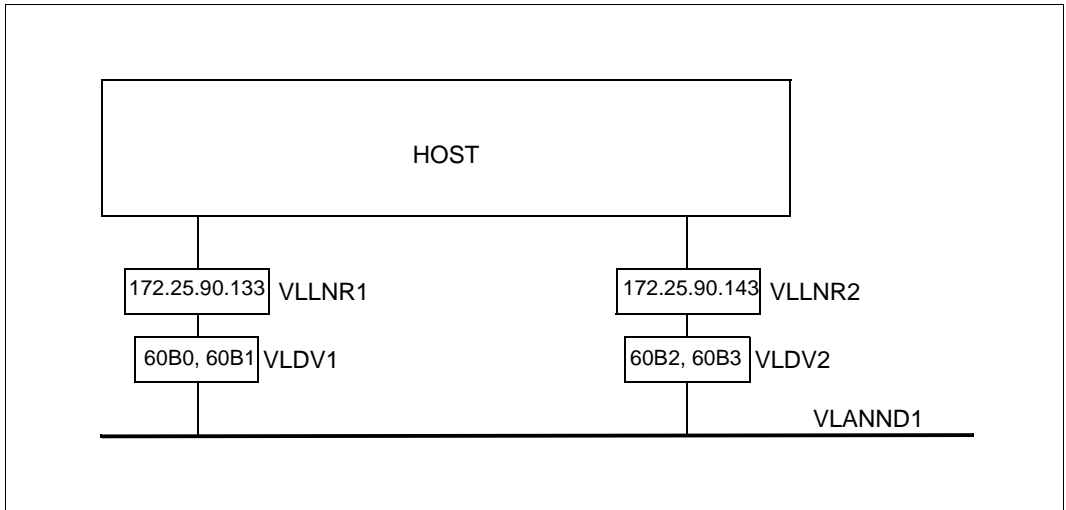 HOST
172.25.90.133 VLLNR1
172.25.90.143 VLLNR2
60B0, 60B1 VLDV1
60B2, 60B3 VLDV2
VLANND1